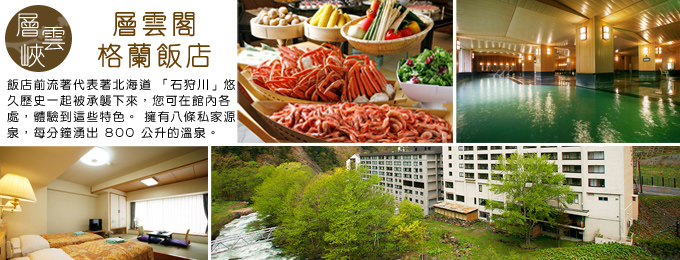 層雲峽
層雲閣
格蘭飯店
飯店前流著代表著北海道 「石狩川」悠
久歷史一起被承襲下來，您可在館內各
處，體驗到這些特色。 擁有八條私家源
泉，每分鐘湧出 800 公升的溫泉。